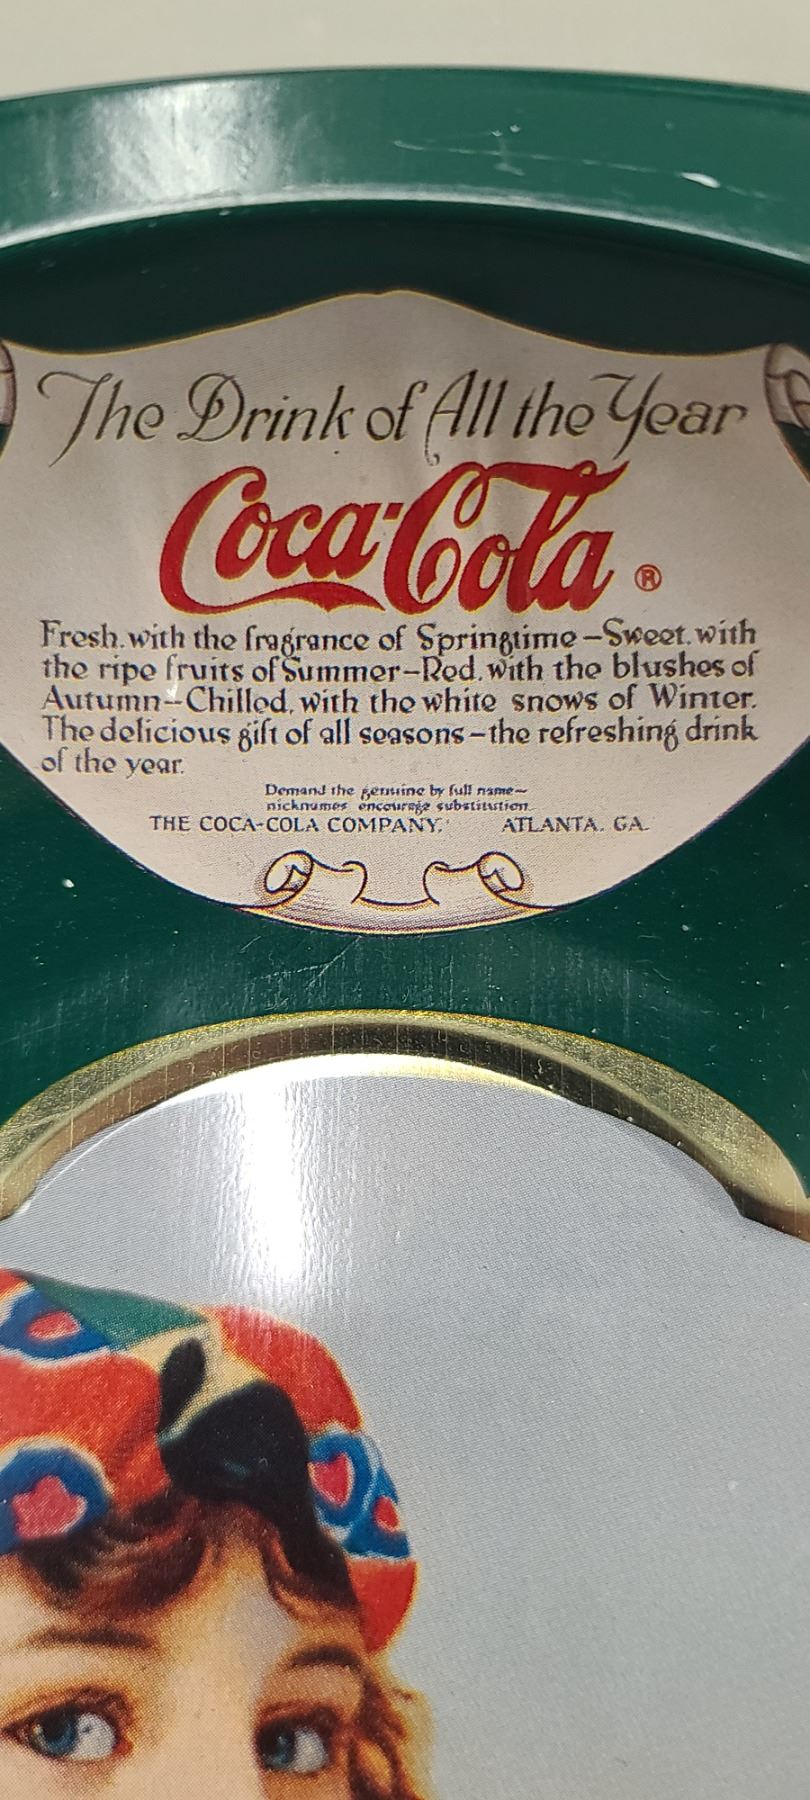 The Drink of All the Year
Coca-Cola ®
Fresh, with the fragrance of Springtime–Sweet, with
the ripe fruits of Summer–Red, with the blushes of
Autumn–Chilled, with the white snows of Winter.
The delicious gift of all seasons–the refreshing drink
of the year.
Demand the genuine by full name–
nicknames encourage substitution.
THE COCA-COLA COMPANY, ATLANTA, GA.